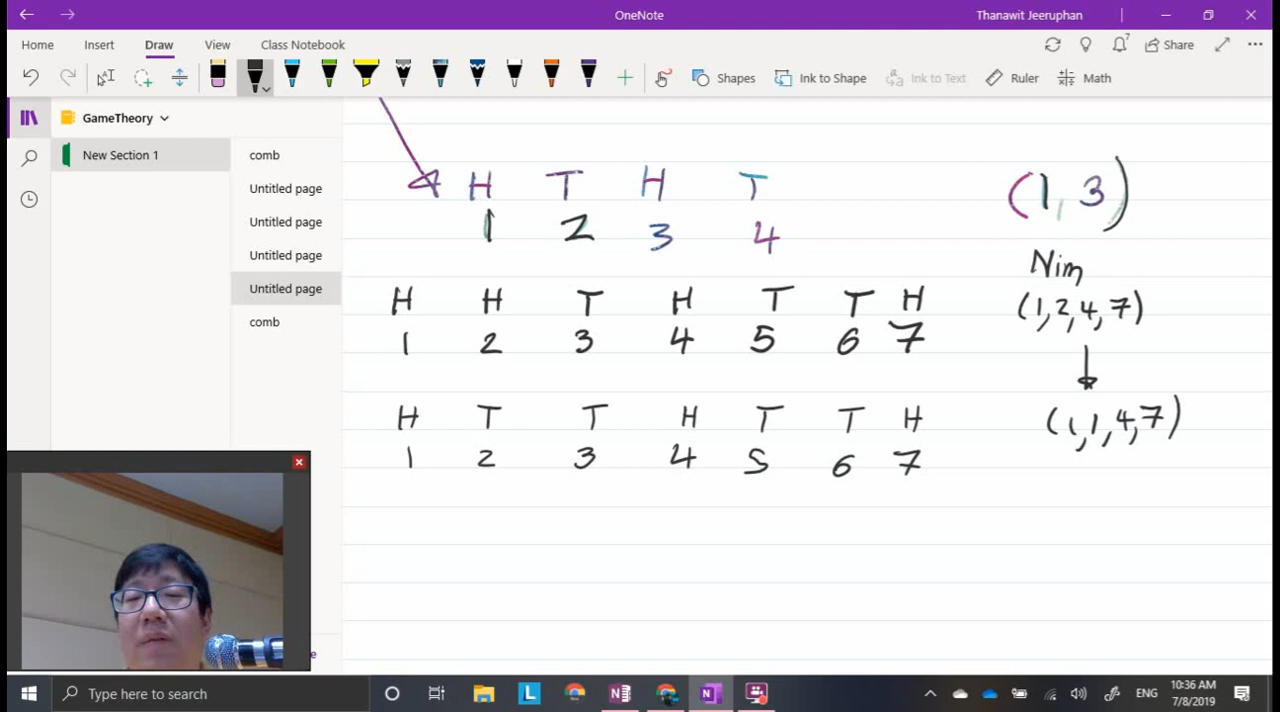 OneNote
Thanawit Jeeruphan
Home Insert Draw View Class Notebook
Share
Shapes Ink to Shape Ink to Text Ruler Math
GameTheory
New Section 1
comb
Untitled page
Untitled page
Untitled page
Untitled page
comb
H T H T
1 2 3 4
(1, 3)
Nim
H H T H T T H
1 2 3 4 5 6 7
(1,2,4,7)
H T T H T T H
1 2 3 4 5 6 7
(1,1,4,7)
Type here to search
ENG
10:36 AM
7/8/2019